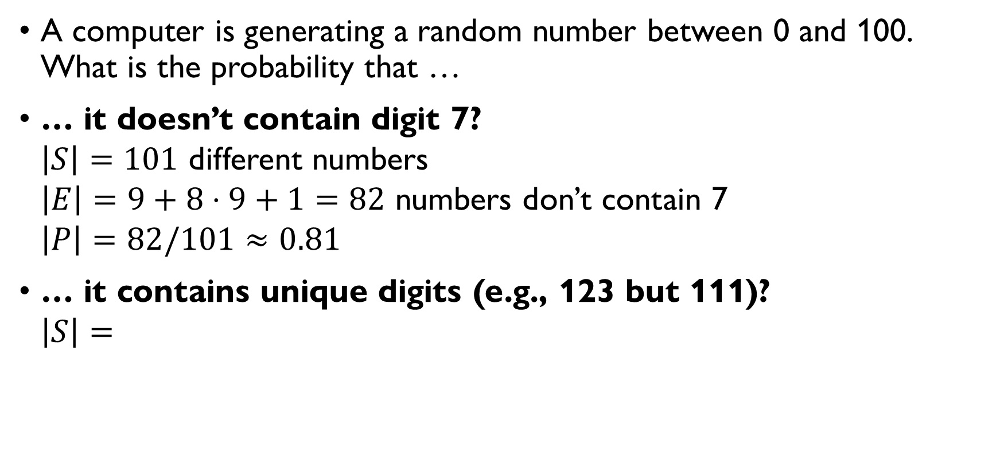 • A computer is generating a random number between 0 and 100.
What is the probability that …
• … it doesn’t contain digit 7?
|S| = 101 different numbers
|E| = 9 + 8 · 9 + 1 = 82 numbers don’t contain 7
|P| = 82/101 ≈ 0.81
• … it contains unique digits (e.g., 123 but 111)?
|S| =